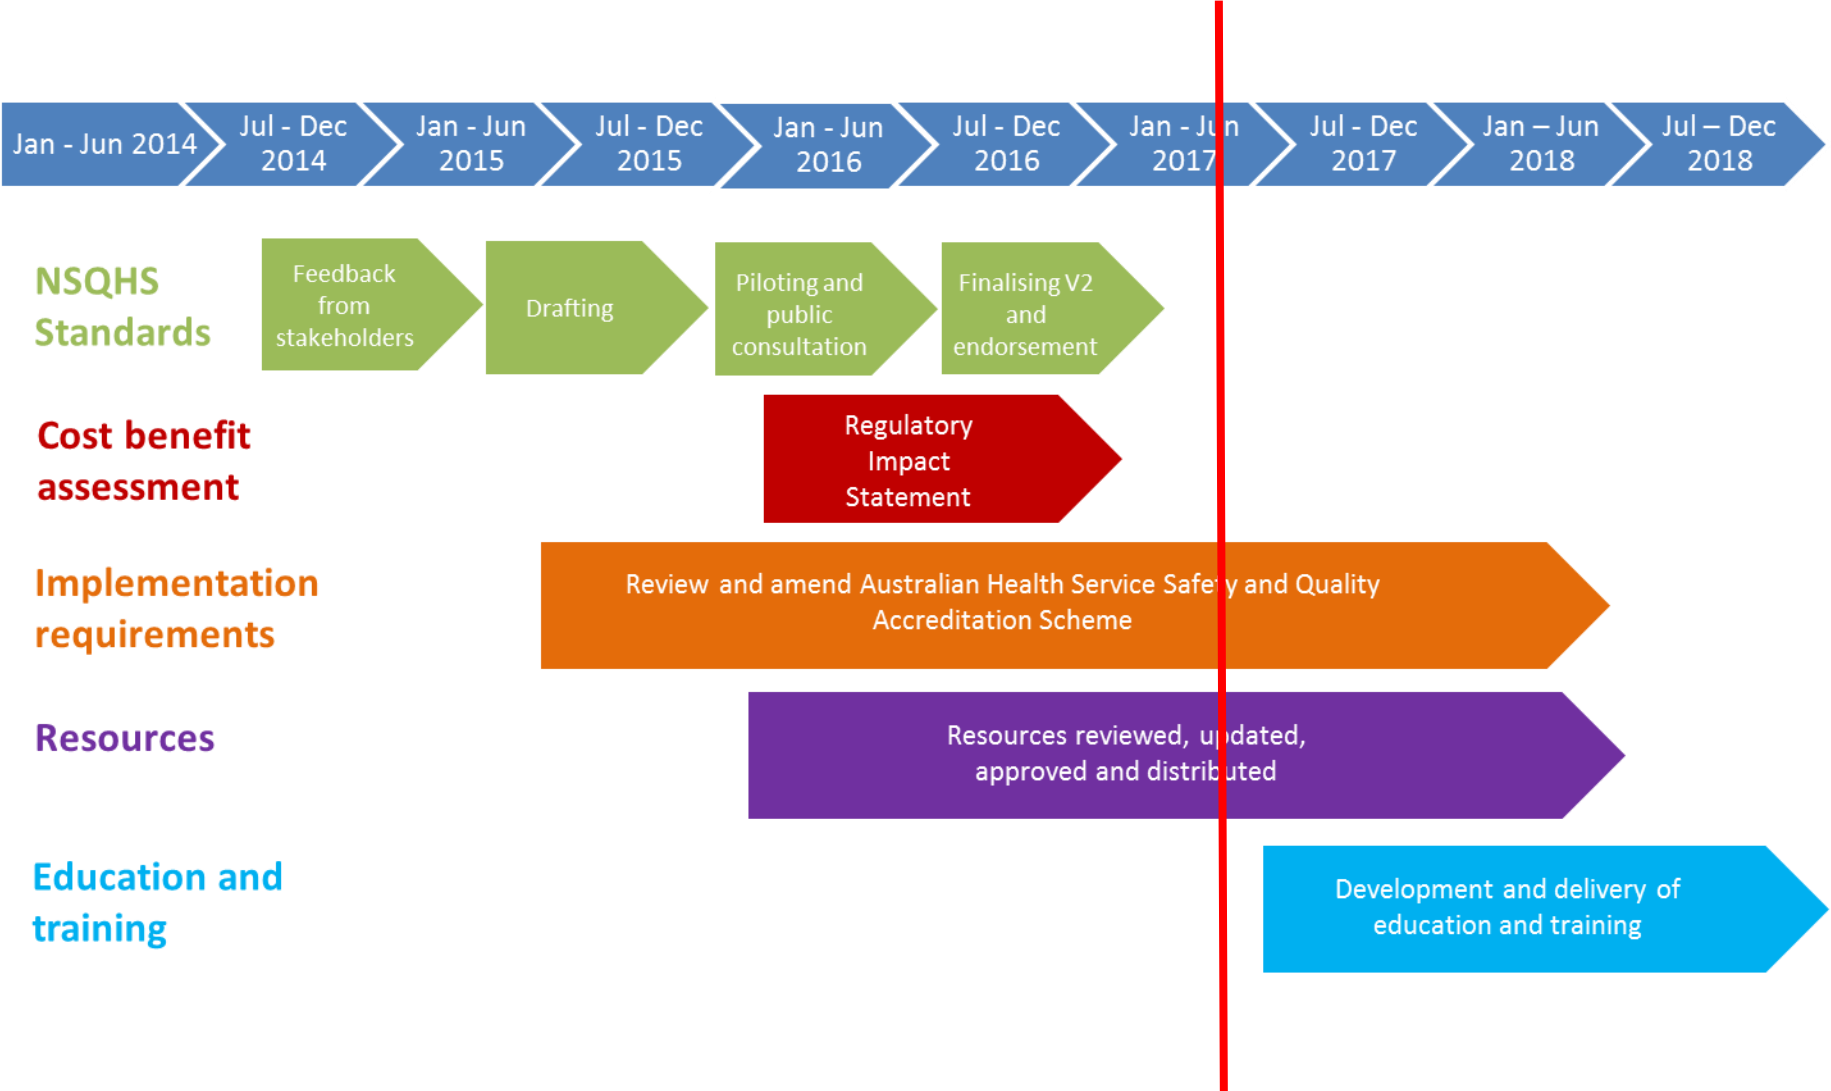 Jan - Jun 2014
Jul - Dec
2014
Jan - Jun
2015
Jul - Dec
2015
Jan - Jun
2016
Jul - Dec
2016
Jan - Jun
2017
Jul - Dec
2017
Jan – Jun
2018
Jul – Dec
2018
NSQHS
Standards
Feedback
from
stakeholders
Drafting
Piloting and
public
consultation
Finalising V2
and
endorsement
Cost benefit
assessment
Regulatory
Impact
Statement
Implementation
requirements
Review and amend Australian Health Service Safety and Quality
Accreditation Scheme
Resources
Resources reviewed, updated,
approved and distributed
Education and
training
Development and delivery of
education and training